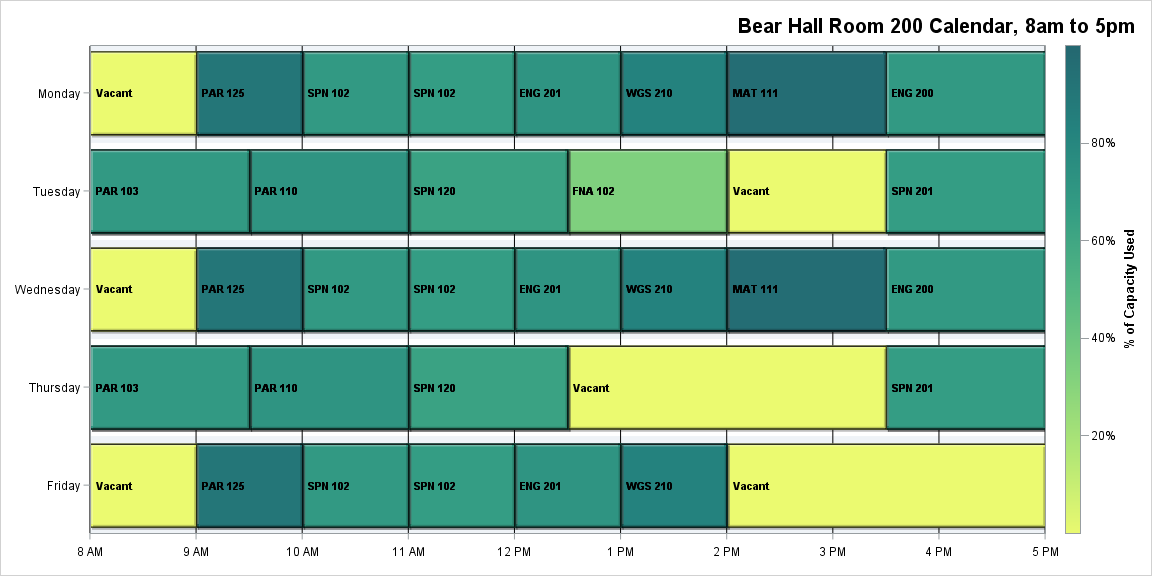 Bear Hall Room 200 Calendar, 8am to 5pm
Monday Vacant PAR 125 SPN 102 SPN 102 ENG 201 WGS 210 MAT 111 ENG 200
80%
Tuesday PAR 103 PAR 110 SPN 120 FNA 102 Vacant SPN 201
60%
% of Capacity Used
Wednesday Vacant PAR 125 SPN 102 SPN 102 ENG 201 WGS 210 MAT 111 ENG 200
40%
Thursday PAR 103 PAR 110 SPN 120 Vacant SPN 201
20%
Friday Vacant PAR 125 SPN 102 SPN 102 ENG 201 WGS 210 Vacant
8 AM 9 AM 10 AM 11 AM 12 PM 1 PM 2 PM 3 PM 4 PM 5 PM